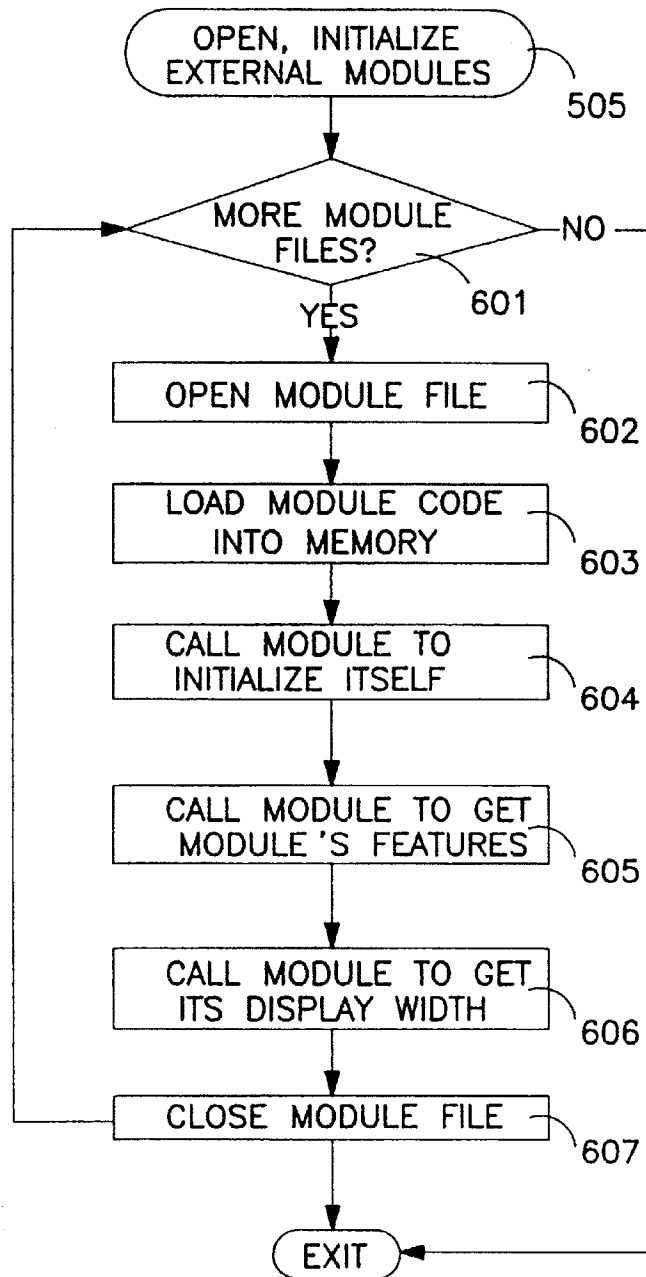 OPEN, INITIALIZE
EXTERNAL MODULES
505
MORE MODULE
FILES?
NO
601
YES
OPEN MODULE FILE
602
LOAD MODULE CODE
INTO MEMORY
603
CALL MODULE TO
INITIALIZE ITSELF
604
CALL MODULE TO GET
MODULE'S FEATURES
605
CALL MODULE TO GET
ITS DISPLAY WIDTH
606
CLOSE MODULE FILE
607
EXIT